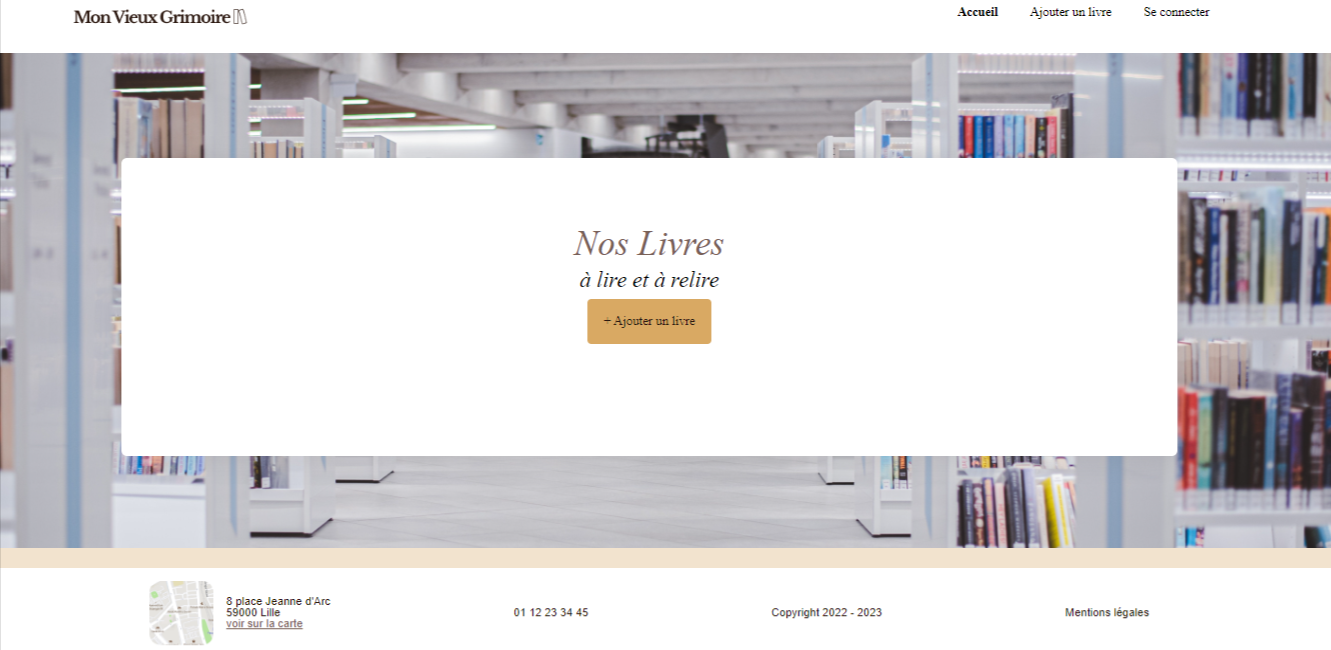 Mon Vieux Grimoire
Accueil
Ajouter un livre
Se connecter
Nos Livres
à lire et à relire
+ Ajouter un livre
8 place Jeanne d'Arc
59000 Lille
voir sur la carte
01 12 23 34 45
Copyright 2022 - 2023
Mentions légales